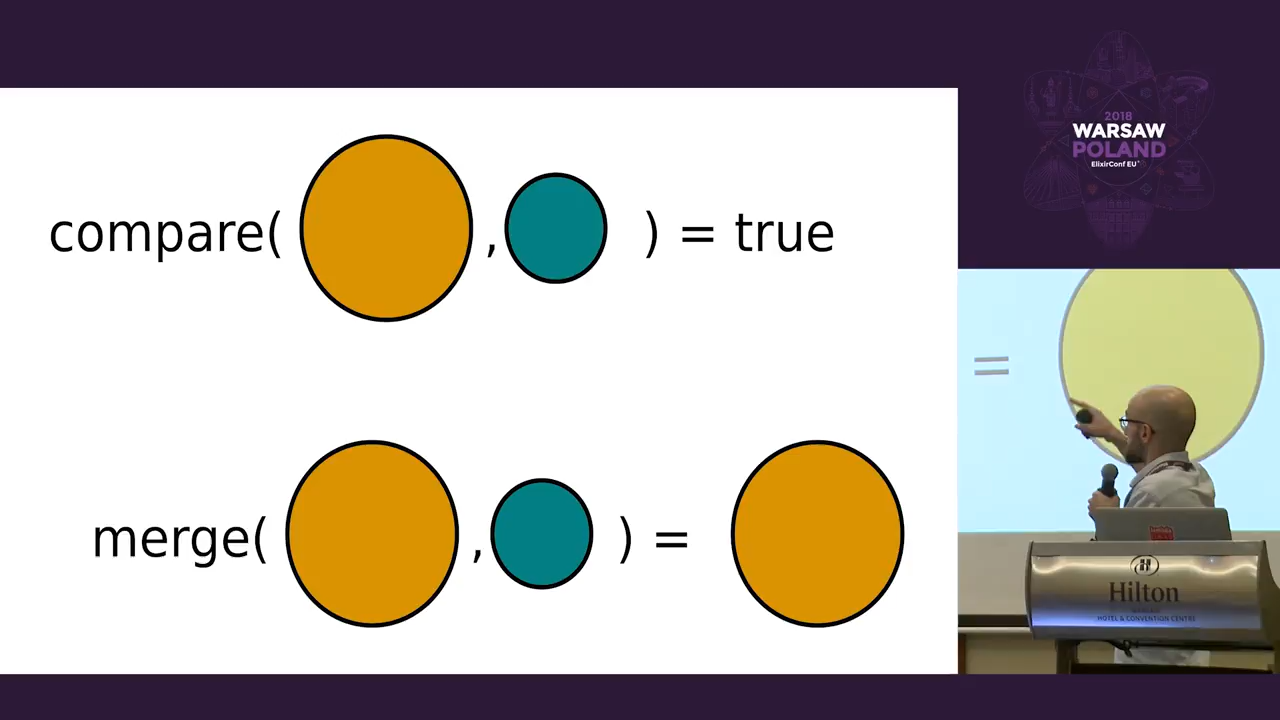 compare( , ) = true
merge( , ) =
2018
WARSAW
POLAND
ElixirConf EU
=
H
Hilton
HOTEL & CONVENTION CENTRE